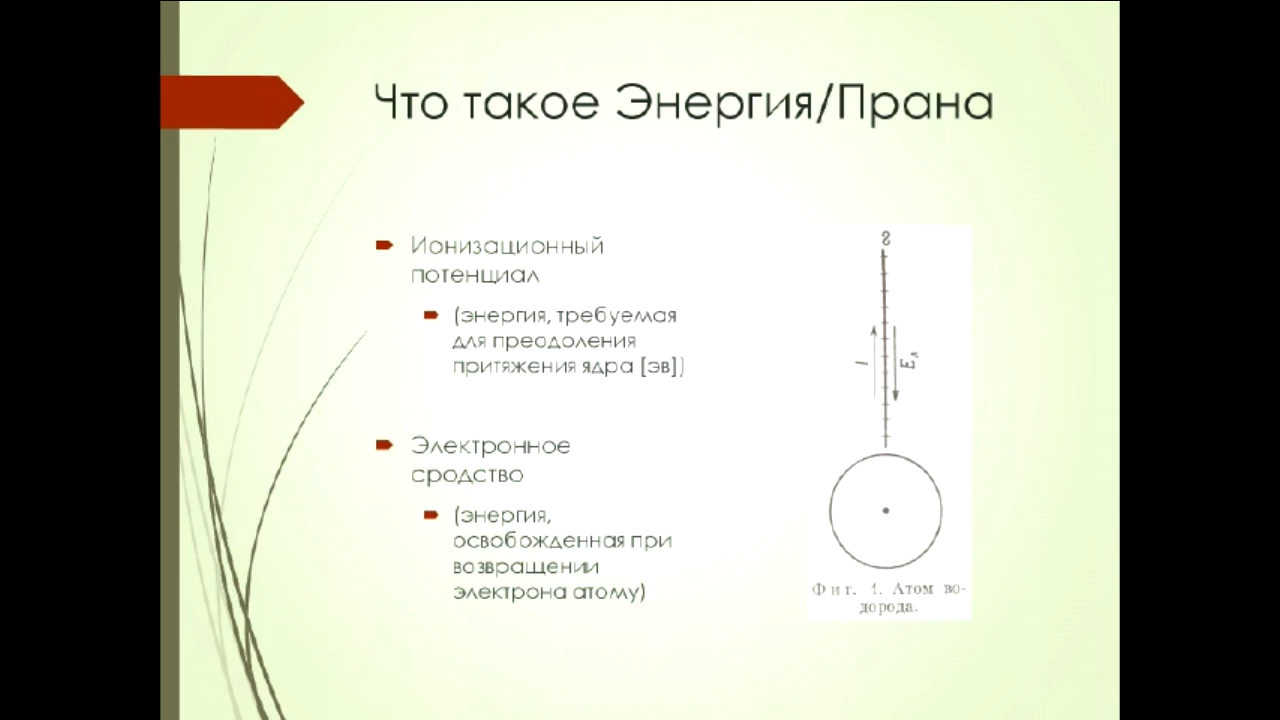 Что такое Энергия/Прана
Ионизационный
потенциал
(энергия, требуемая
для преодоления
притяжения ядра [эв])
Электронное
сродство
(энергия,
освобожденная при
возвращении
электрона атому)
I
Eл
Фиг. 1. Атом во-
дорода.